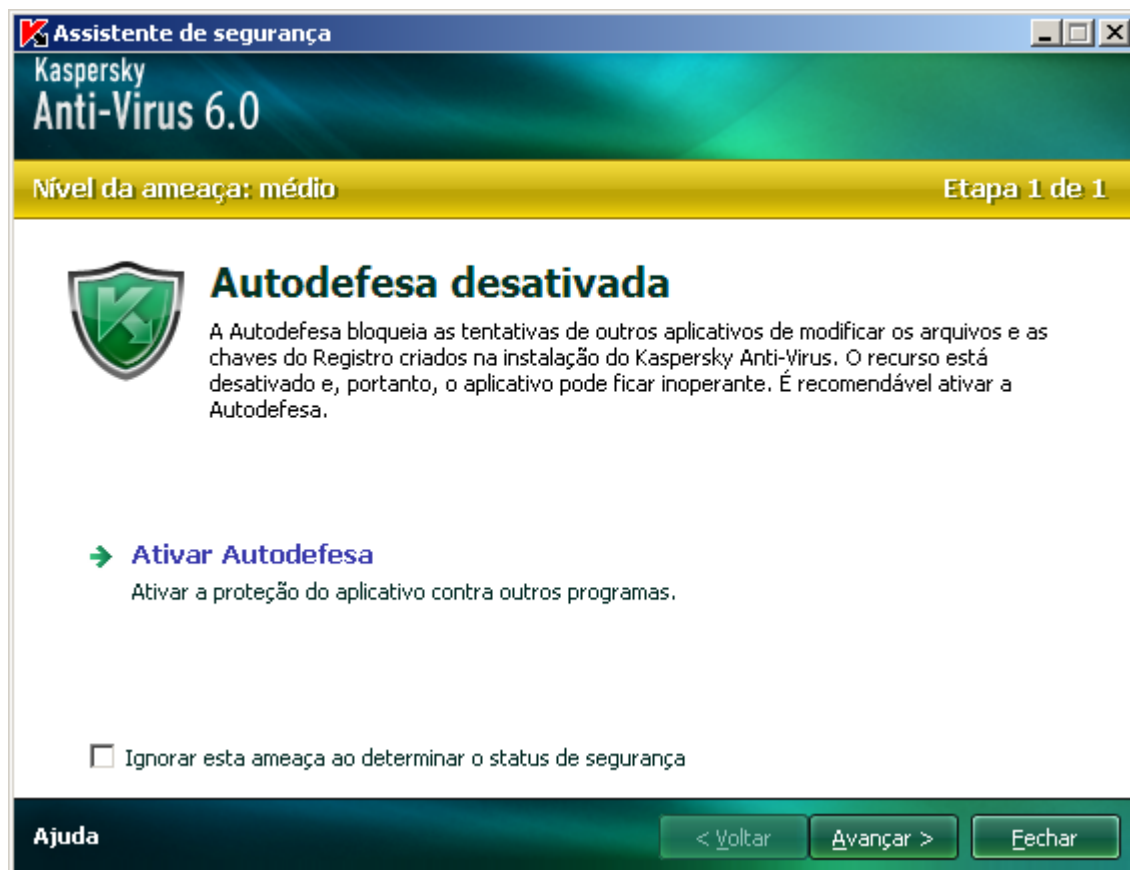 Assistente de segurança
Kaspersky
Anti-Virus 6.0
Nível da ameaça: médio
Etapa 1 de 1
Autodefesa desativada
A Autodefesa bloqueia as tentativas de outros aplicativos de modificar os arquivos e as
chaves do Registro criados na instalação do Kaspersky Anti-Virus. O recurso está
desativado e, portanto, o aplicativo pode ficar inoperante. É recomendável ativar a
Autodefesa.
Ativar Autodefesa
Ativar a proteção do aplicativo contra outros programas.
Ignorar esta ameaça ao determinar o status de segurança
Ajuda
< Voltar
Avançar >
Fechar